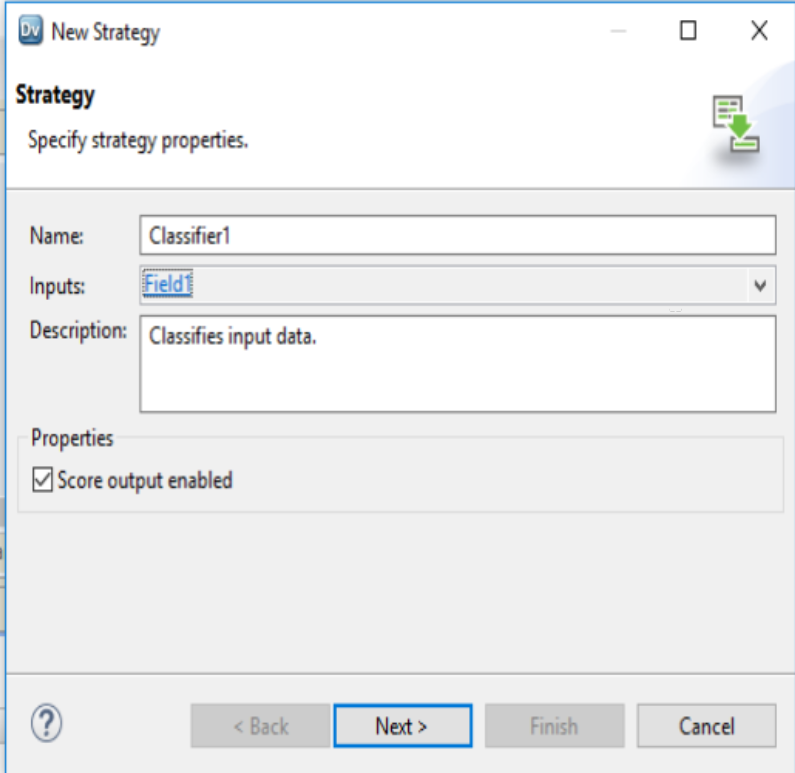 Dv New Strategy
Strategy
Specify strategy properties.
Name: Classifier1
Inputs: Field1
Description: Classifies input data.
Properties
Score output enabled
? < Back Next > Finish Cancel